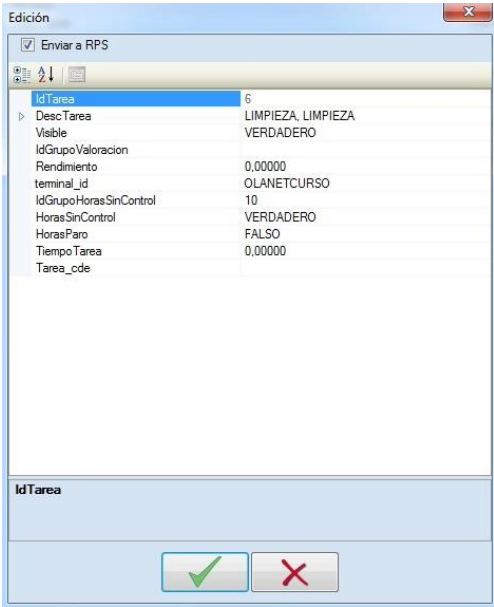 Edición
Enviar a RPS
IdTarea 6
DescTarea LIMPIEZA, LIMPIEZA
Visible VERDADERO
IdGrupoValoracion
Rendimiento 0,00000
terminal_id OLANETCURSO
IdGrupoHorasSinControl 10
HorasSinControl VERDADERO
HorasParo FALSO
TiempoTarea 0,00000
Tarea_cde
IdTarea